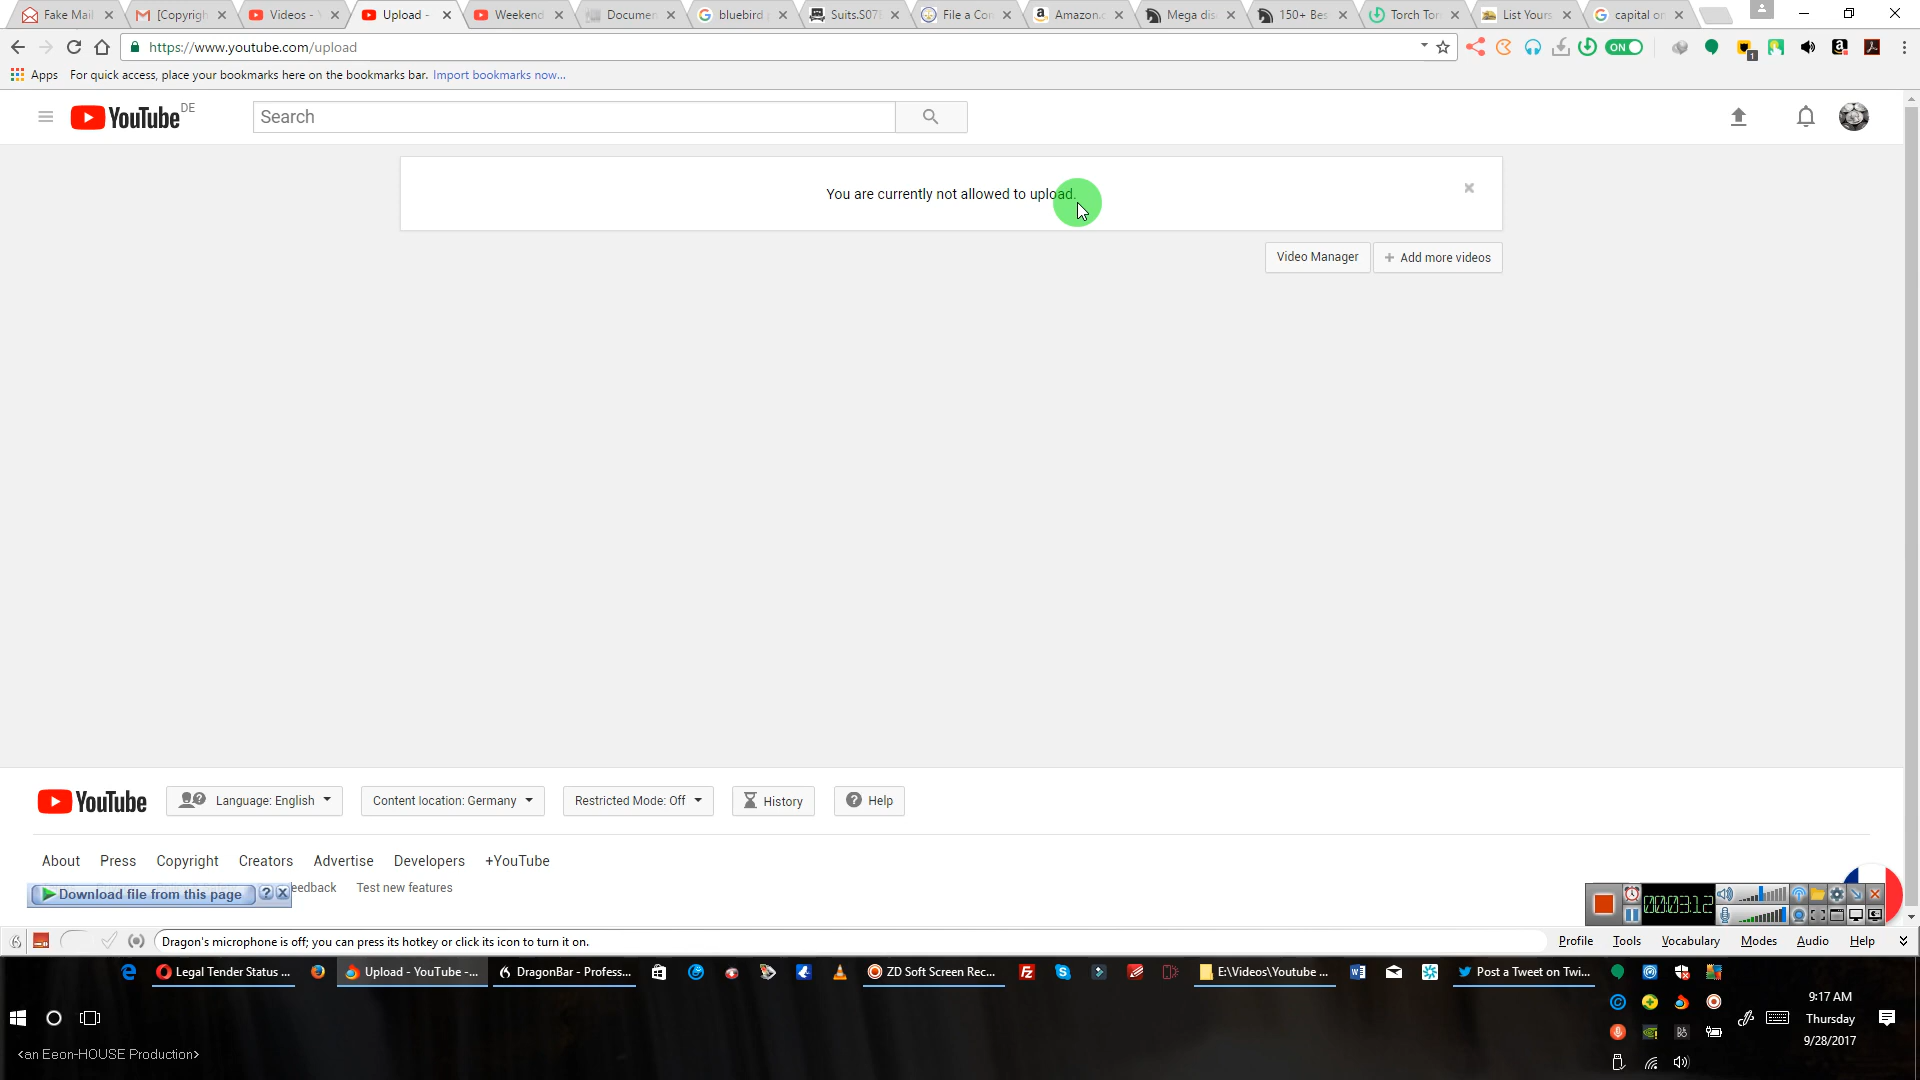 Fake Mail [Copyrigh Videos - Upload - Weekend Documen bluebird Suits.S07 File a Co Amazon.c Mega dis 150+ Bes Torch Tor List Yours capital o
https://www.youtube.com/upload ON 1
Apps For quick access, place your bookmarks here on the bookmarks bar. Import bookmarks now...
YouTube DE Search
You are currently not allowed to upload.
Video Manager + Add more videos
YouTube Language: English Content location: Germany Restricted Mode: Off History Help
About Press Copyright Creators Advertise Developers +YouTube
Download file from this page eedback Test new features
00:03:12
Dragon's microphone is off; you can press its hotkey or click its icon to turn it on. Profile Tools Vocabulary Modes Audio Help
Legal Tender Status ... Upload - YouTube -... DragonBar - Profess... ZD Soft Screen Rec... E:\Videos\Youtube ... Post a Tweet on Twi...
9:17 AM
Thursday
9/28/2017
<an Eeon-HOUSE Production>